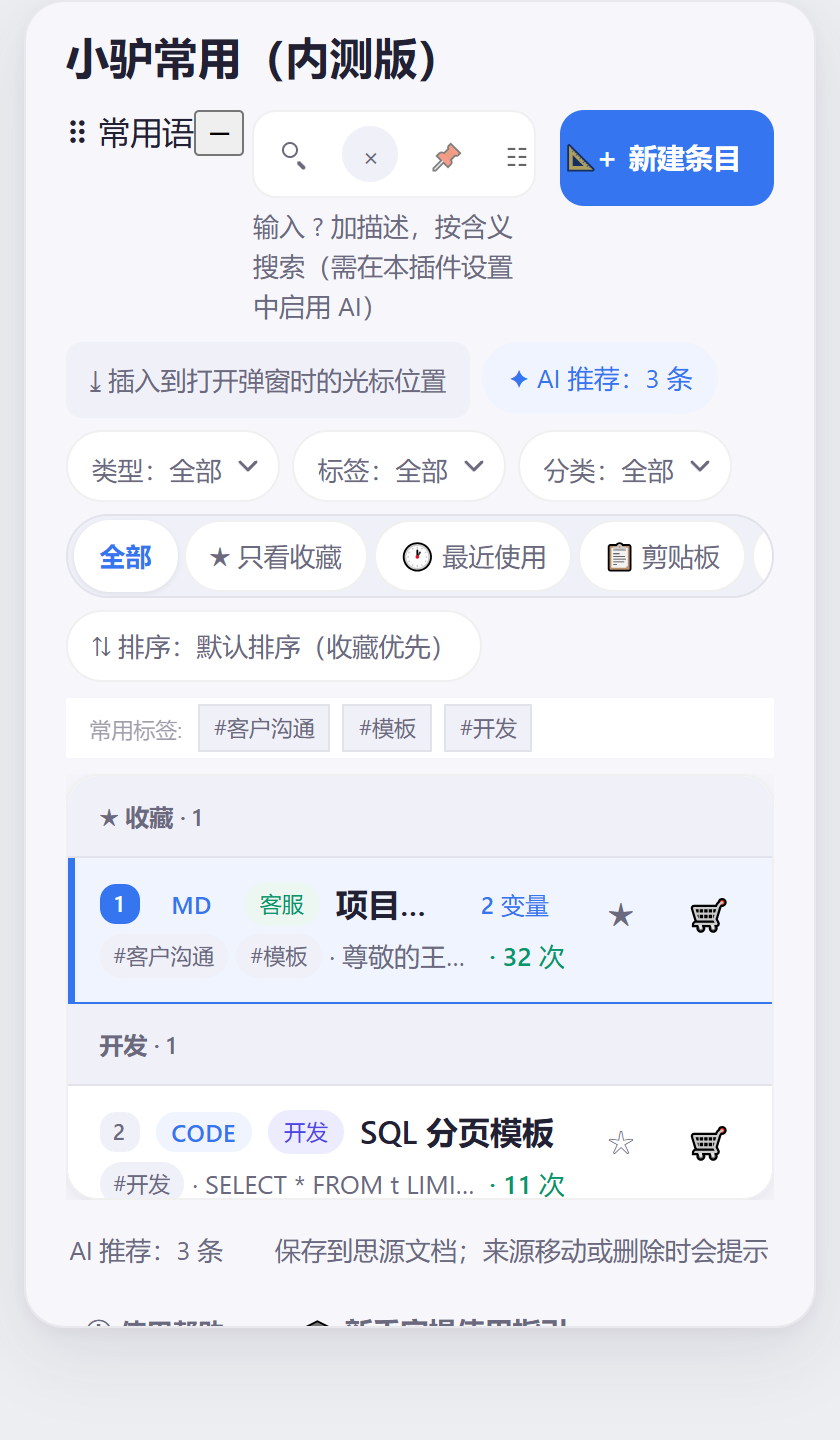 小驴常用（内测版）
⠿ 常用语 − 🔍 × 📌 ☷ 📐+ 新建条目
输入 ? 加描述，按含义
搜索（需在本插件设置
中启用 AI）
⤓ 插入到打开弹窗时的光标位置 ✦ AI 推荐：3 条
类型：全部 标签：全部 分类：全部
全部 ★ 只看收藏 🕐 最近使用 📋 剪贴板
⇅ 排序：默认排序（收藏优先）
常用标签: #客户沟通 #模板 #开发
★ 收藏 · 1
1 MD 客服 项目... 2 变量 ★ 🛒
#客户沟通 #模板 · 尊敬的王... · 32 次
开发 · 1
2 CODE 开发 SQL 分页模板 ☆ 🛒
#开发 · SELECT * FROM t LIMI... · 11 次
AI 推荐：3 条 保存到思源文档；来源移动或删除时会提示